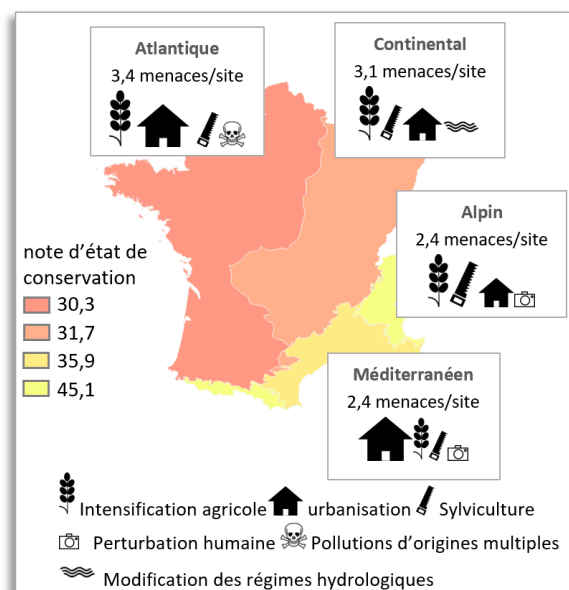 Atlantique
3,4 menaces/site
Continental
3,1 menaces/site
Alpin
2,4 menaces/site
Méditerranéen
2,4 menaces/site
note d’état de
conservation
30,3
31,7
35,9
45,1
Intensification agricole urbanisation Sylviculture
Perturbation humaine Pollutions d’origines multiples
Modification des régimes hydrologiques